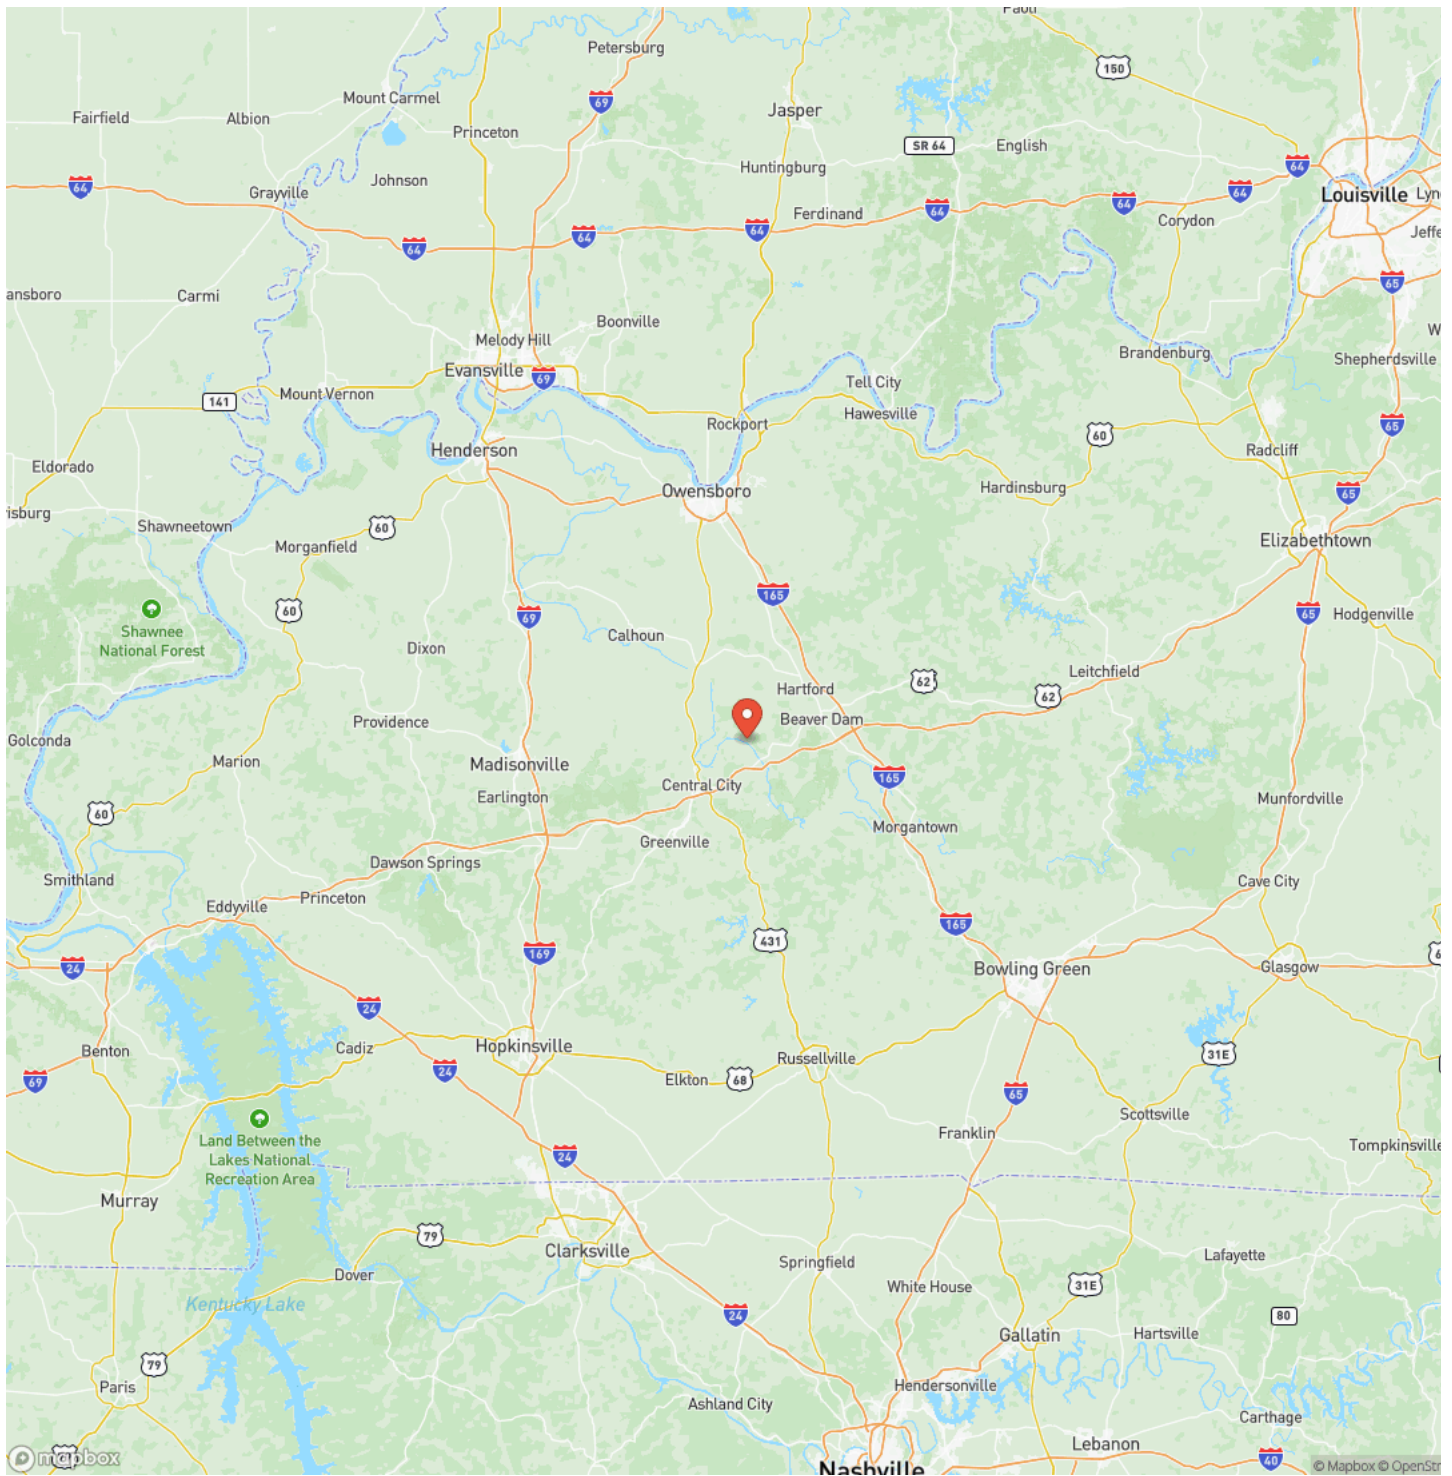 Paoli
Petersburg
150
69
Mount Carmel
Jasper
Fairfield
Albion
Princeton
SR 64
English
Huntingburg
64
Johnson
64
Grayville
64
Louisville
Lyn
Ferdinand
64
64
Corydon
64
64
64
Jeffe
ansboro
Carmi
65
Boonville
W
Melody Hill
Brandenburg
Shepherdsville
Evansville
69
Tell City
Mount Vernon
141
Hawesville
Rockport
60
65
Henderson
Radcliff
Eldorado
Owensboro
Hardinsburg
65
risburg
Shawneetown
60
Elizabethtown
Morganfield
165
60
69
65
Hodgenville
Shawnee
National Forest
Calhoun
Dixon
Leitchfield
62
Hartford
62
Providence
Beaver Dam
Golconda
Marion
Madisonville
165
Central City
Earlington
Munfordville
60
Morgantown
Greenville
Dawson Springs
Smithland
Cave City
Princeton
Eddyville
165
431
169
24
Bowling Green
Glasgow
6
24
Hopkinsville
Cadiz
Benton
31E
Russellville
24
69
Elkton
68
65
Scottsville
Franklin
Land Between the
Lakes National
Recreation Area
Tompkinsville
24
Murray
79
Clarksville
Lafayette
Springfield
Dover
White House
31E
Kentucky Lake
24
80
Gallatin
Hartsville
79
Paris
Hendersonville
Ashland City
Carthage
Lebanon
mapbox
40
Nashville
© Mapbox © OpenStr